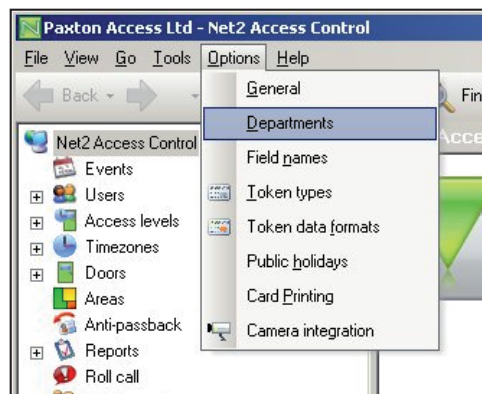 Paxton Access Ltd - Net2 Access Control
File View Go Tools Options Help
Back
Fin
General
Departments
Field names
Token types
Token data formats
Public holidays
Card Printing
Camera integration
Acce
Net2 Access Control
Events
Users
Access levels
Timezones
Doors
Areas
Anti-passback
Reports
Roll call